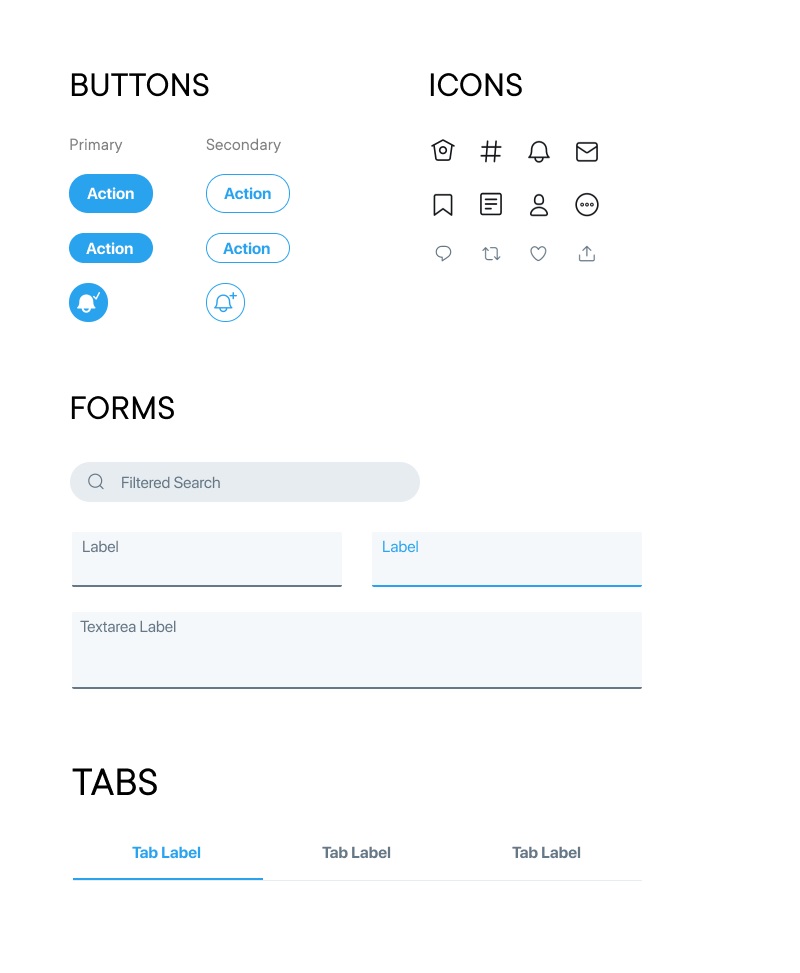 BUTTONS
ICONS
Primary
Secondary
Action
Action
Action
Action
FORMS
Filtered Search
Label
Label
Textarea Label
TABS
Tab Label
Tab Label
Tab Label